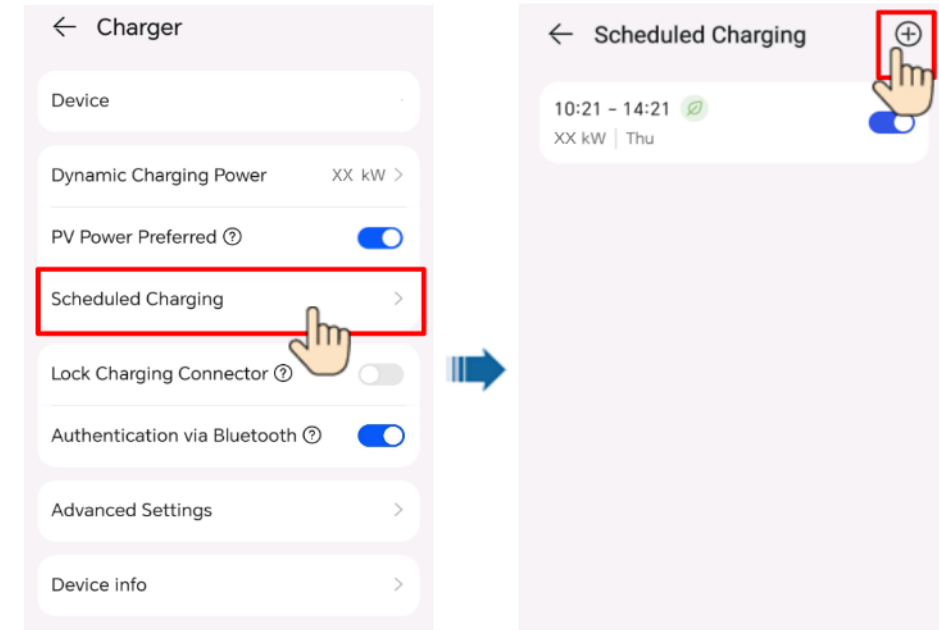 Charger
Device
Dynamic Charging Power XX kW
PV Power Preferred
Scheduled Charging
Lock Charging Connector
Authentication via Bluetooth
Advanced Settings
Device info
Scheduled Charging
10:21 - 14:21
XX kW | Thu